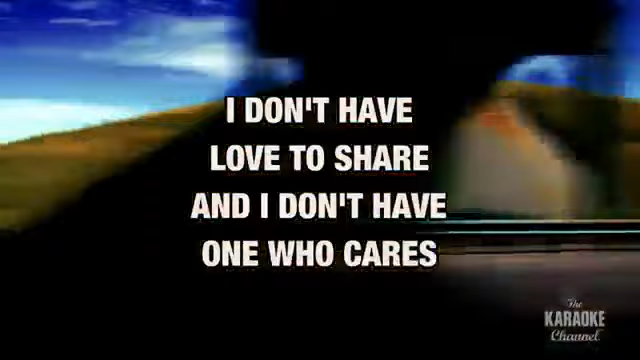 I DON'T HAVE
LOVE TO SHARE
AND I DON'T HAVE
ONE WHO CARES
The
KARAOKE
Channel